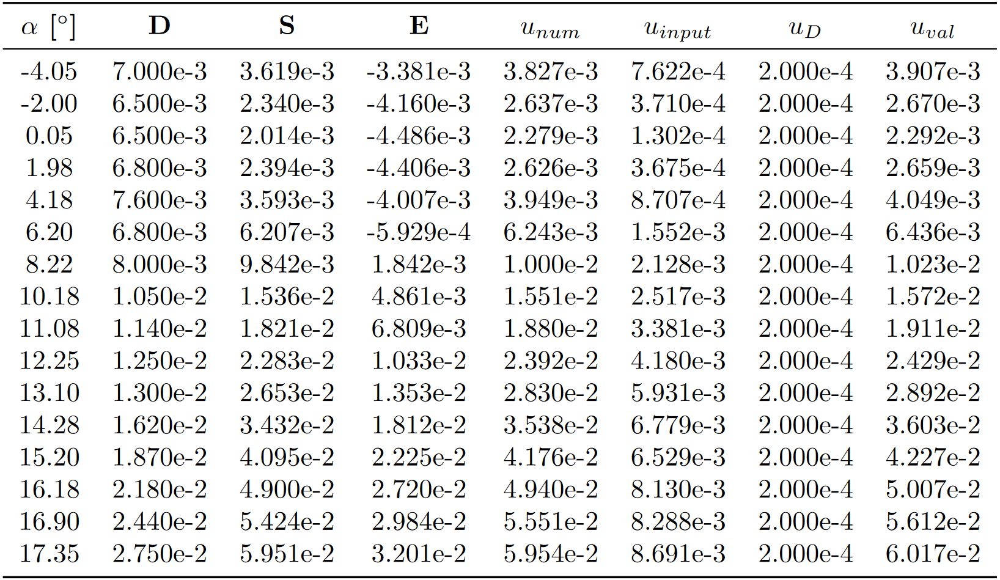 α [°] D S E u_num u_input u_D u_val
-4.05 7.000e-3 3.619e-3 -3.381e-3 3.827e-3 7.622e-4 2.000e-4 3.907e-3
-2.00 6.500e-3 2.340e-3 -4.160e-3 2.637e-3 3.710e-4 2.000e-4 2.670e-3
0.05 6.500e-3 2.014e-3 -4.486e-3 2.279e-3 1.302e-4 2.000e-4 2.292e-3
1.98 6.800e-3 2.394e-3 -4.406e-3 2.626e-3 3.675e-4 2.000e-4 2.659e-3
4.18 7.600e-3 3.593e-3 -4.007e-3 3.949e-3 8.707e-4 2.000e-4 4.049e-3
6.20 6.800e-3 6.207e-3 -5.929e-4 6.243e-3 1.552e-3 2.000e-4 6.436e-3
8.22 8.000e-3 9.842e-3 1.842e-3 1.000e-2 2.128e-3 2.000e-4 1.023e-2
10.18 1.050e-2 1.536e-2 4.861e-3 1.551e-2 2.517e-3 2.000e-4 1.572e-2
11.08 1.140e-2 1.821e-2 6.809e-3 1.880e-2 3.381e-3 2.000e-4 1.911e-2
12.25 1.250e-2 2.283e-2 1.033e-2 2.392e-2 4.180e-3 2.000e-4 2.429e-2
13.10 1.300e-2 2.653e-2 1.353e-2 2.830e-2 5.931e-3 2.000e-4 2.892e-2
14.28 1.620e-2 3.432e-2 1.812e-2 3.538e-2 6.779e-3 2.000e-4 3.603e-2
15.20 1.870e-2 4.095e-2 2.225e-2 4.176e-2 6.529e-3 2.000e-4 4.227e-2
16.18 2.180e-2 4.900e-2 2.720e-2 4.940e-2 8.130e-3 2.000e-4 5.007e-2
16.90 2.440e-2 5.424e-2 2.984e-2 5.551e-2 8.288e-3 2.000e-4 5.612e-2
17.35 2.750e-2 5.951e-2 3.201e-2 5.954e-2 8.691e-3 2.000e-4 6.017e-2